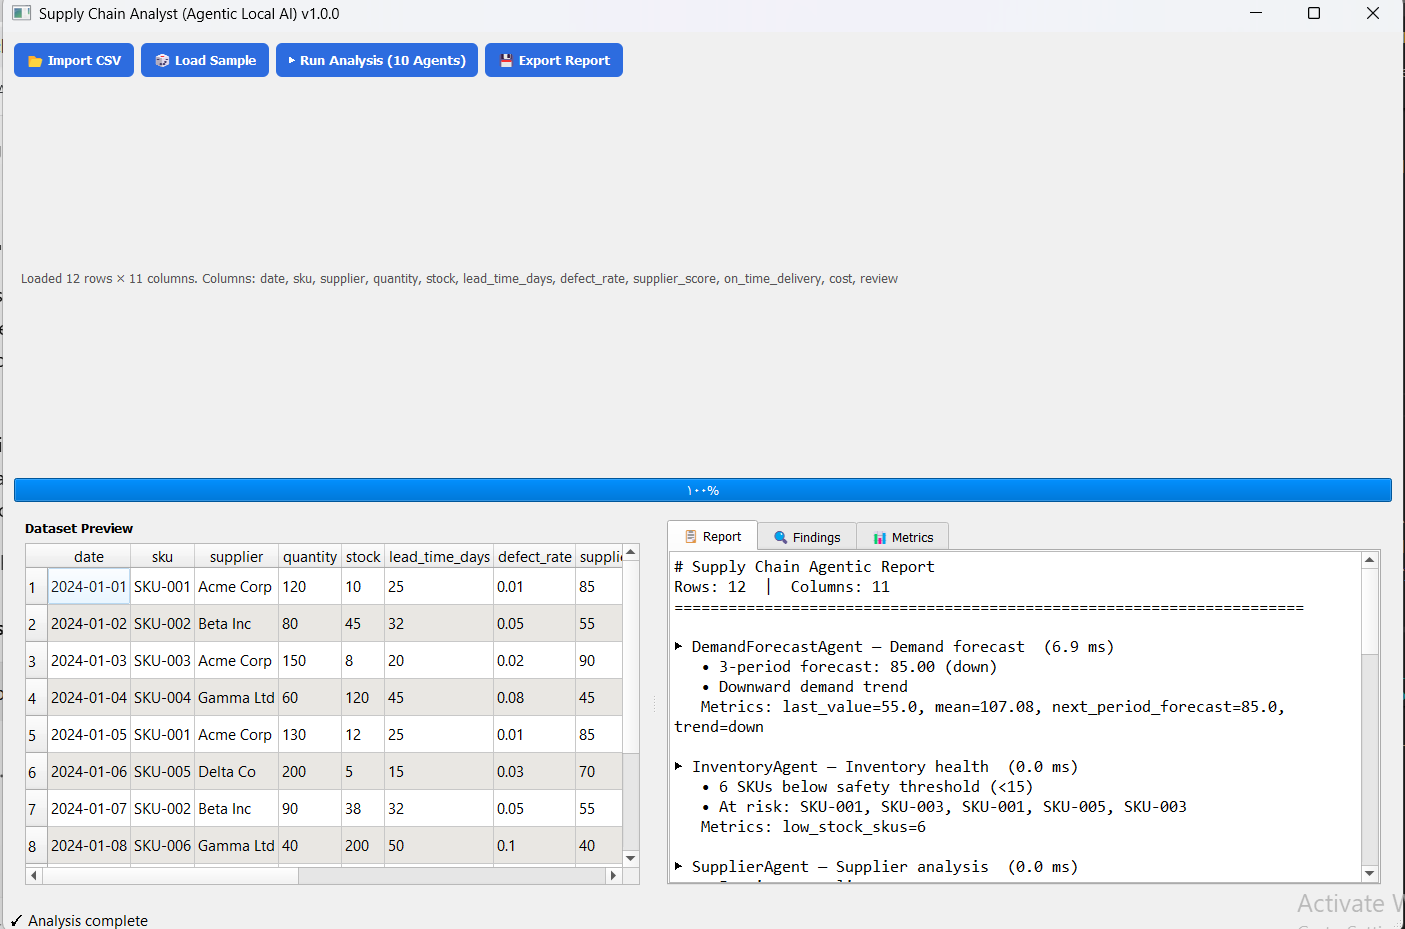 Supply Chain Analyst (Agentic Local AI) v1.0.0
Import CSV Load Sample Run Analysis (10 Agents) Export Report
Loaded 12 rows × 11 columns. Columns: date, sku, supplier, quantity, stock, lead_time_days, defect_rate, supplier_score, on_time_delivery, cost, review
١٠٠%
Dataset Preview
date sku supplier quantity stock lead_time_days defect_rate supplie
1 2024-01-01 SKU-001 Acme Corp 120 10 25 0.01 85
2 2024-01-02 SKU-002 Beta Inc 80 45 32 0.05 55
3 2024-01-03 SKU-003 Acme Corp 150 8 20 0.02 90
4 2024-01-04 SKU-004 Gamma Ltd 60 120 45 0.08 45
5 2024-01-05 SKU-001 Acme Corp 130 12 25 0.01 85
6 2024-01-06 SKU-005 Delta Co 200 5 15 0.03 70
7 2024-01-07 SKU-002 Beta Inc 90 38 32 0.05 55
8 2024-01-08 SKU-006 Gamma Ltd 40 200 50 0.1 40
Report Findings Metrics
# Supply Chain Agentic Report
Rows: 12 | Columns: 11
======================================================================
▸ DemandForecastAgent — Demand forecast (6.9 ms)
• 3-period forecast: 85.00 (down)
• Downward demand trend
Metrics: last_value=55.0, mean=107.08, next_period_forecast=85.0,
trend=down
▸ InventoryAgent — Inventory health (0.0 ms)
• 6 SKUs below safety threshold (<15)
• At risk: SKU-001, SKU-003, SKU-001, SKU-005, SKU-003
Metrics: low_stock_skus=6
▸ SupplierAgent — Supplier analysis (0.0 ms)
Activate W
✓ Analysis complete